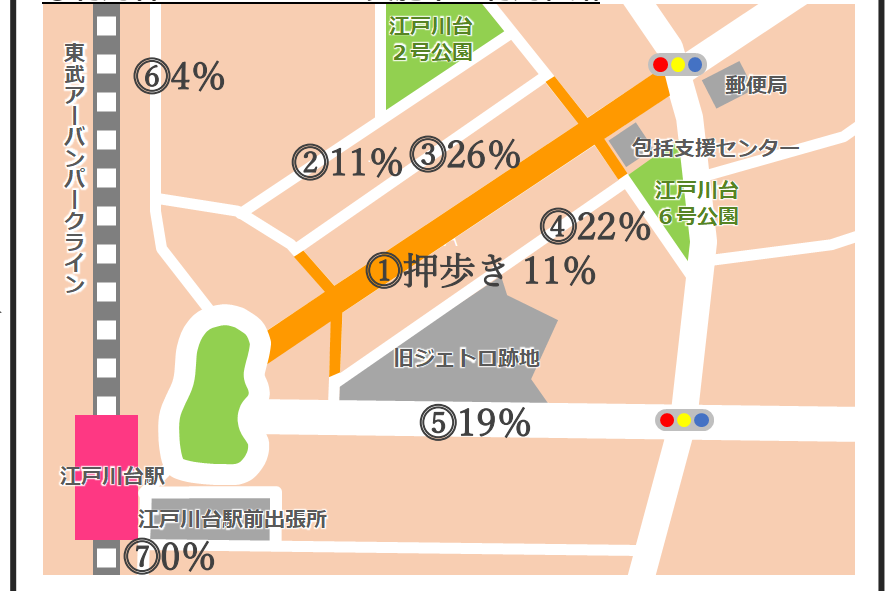 江戸川台
２号公園
東武アーバンパークライン
⑥4%
郵便局
②11%
③26%
包括支援センター
江戸川台
６号公園
④22%
①押歩き 11%
旧ジェトロ跡地
⑤19%
江戸川台駅
江戸川台駅前出張所
⑦0%